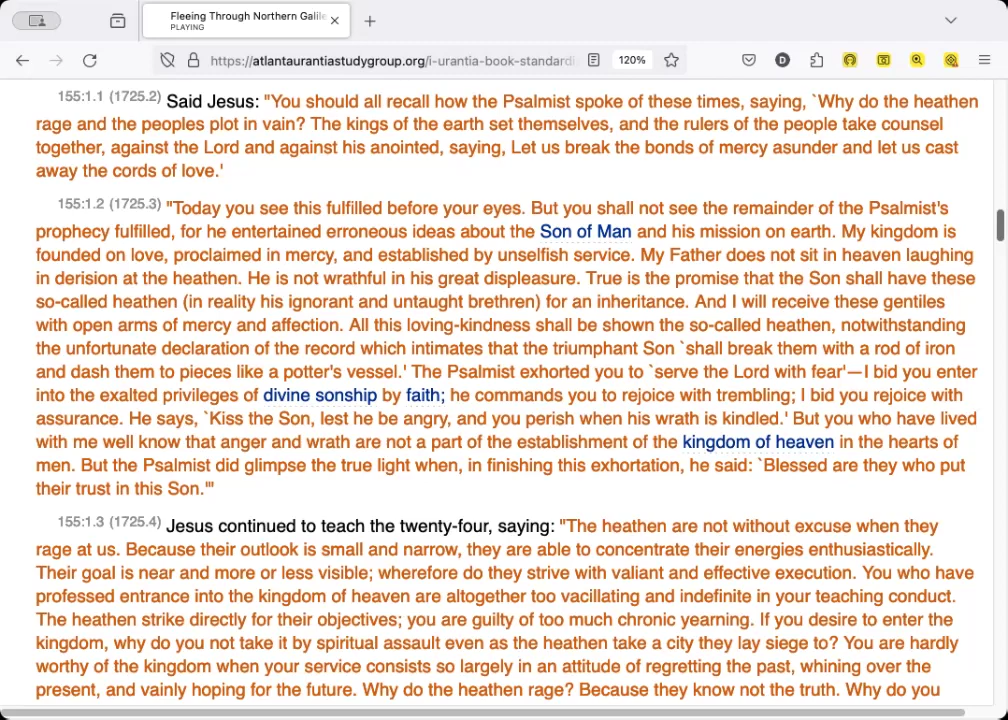 Fleeing Through Northern Galile
PLAYING
https://atlantaurantiastudygroup.org/i-urantia-book-standardi
120%
155:1.1 (1725.2) Said Jesus: "You should all recall how the Psalmist spoke of these times, saying, `Why do the heathen
rage and the peoples plot in vain? The kings of the earth set themselves, and the rulers of the people take counsel
together, against the Lord and against his anointed, saying, Let us break the bonds of mercy asunder and let us cast
away the cords of love.'
155:1.2 (1725.3) "Today you see this fulfilled before your eyes. But you shall not see the remainder of the Psalmist's
prophecy fulfilled, for he entertained erroneous ideas about the Son of Man and his mission on earth. My kingdom is
founded on love, proclaimed in mercy, and established by unselfish service. My Father does not sit in heaven laughing
in derision at the heathen. He is not wrathful in his great displeasure. True is the promise that the Son shall have these
so-called heathen (in reality his ignorant and untaught brethren) for an inheritance. And I will receive these gentiles
with open arms of mercy and affection. All this loving-kindness shall be shown the so-called heathen, notwithstanding
the unfortunate declaration of the record which intimates that the triumphant Son `shall break them with a rod of iron
and dash them to pieces like a potter's vessel.' The Psalmist exhorted you to `serve the Lord with fear'—I bid you enter
into the exalted privileges of divine sonship by faith; he commands you to rejoice with trembling; I bid you rejoice with
assurance. He says, `Kiss the Son, lest he be angry, and you perish when his wrath is kindled.' But you who have lived
with me well know that anger and wrath are not a part of the establishment of the kingdom of heaven in the hearts of
men. But the Psalmist did glimpse the true light when, in finishing this exhortation, he said: `Blessed are they who put
their trust in this Son.'"
155:1.3 (1725.4) Jesus continued to teach the twenty-four, saying: "The heathen are not without excuse when they
rage at us. Because their outlook is small and narrow, they are able to concentrate their energies enthusiastically.
Their goal is near and more or less visible; wherefore do they strive with valiant and effective execution. You who have
professed entrance into the kingdom of heaven are altogether too vacillating and indefinite in your teaching conduct.
The heathen strike directly for their objectives; you are guilty of too much chronic yearning. If you desire to enter the
kingdom, why do you not take it by spiritual assault even as the heathen take a city they lay siege to? You are hardly
worthy of the kingdom when your service consists so largely in an attitude of regretting the past, whining over the
present, and vainly hoping for the future. Why do the heathen rage? Because they know not the truth. Why do you